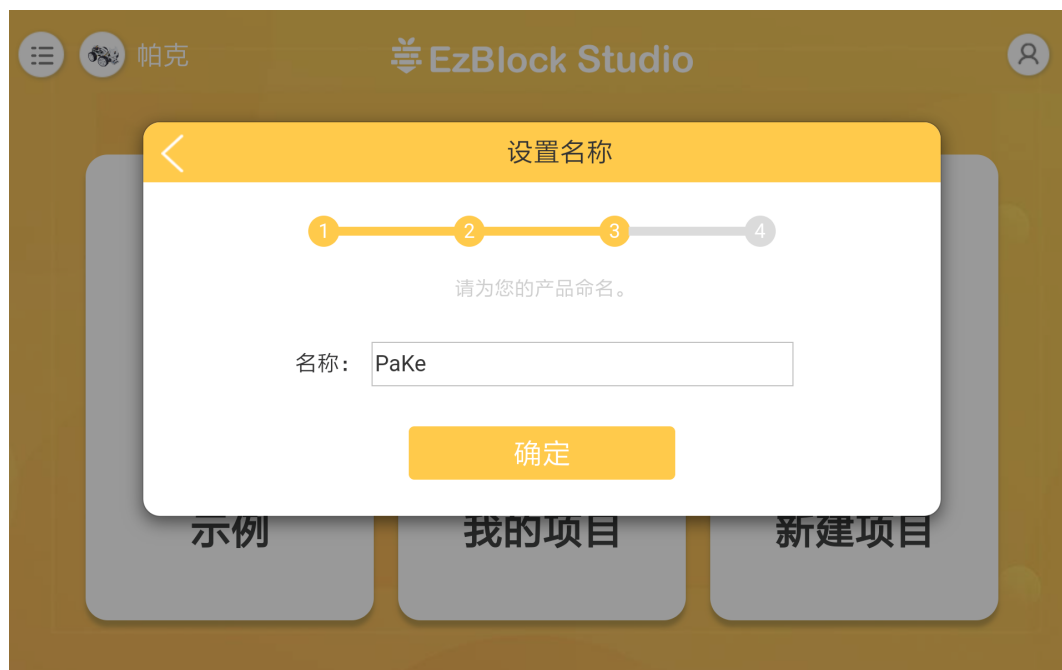 帕克
EzBlock Studio
设置名称
1 2 3 4
请为您的产品命名。
名称： PaKe
确定
示例 我的项目 新建项目